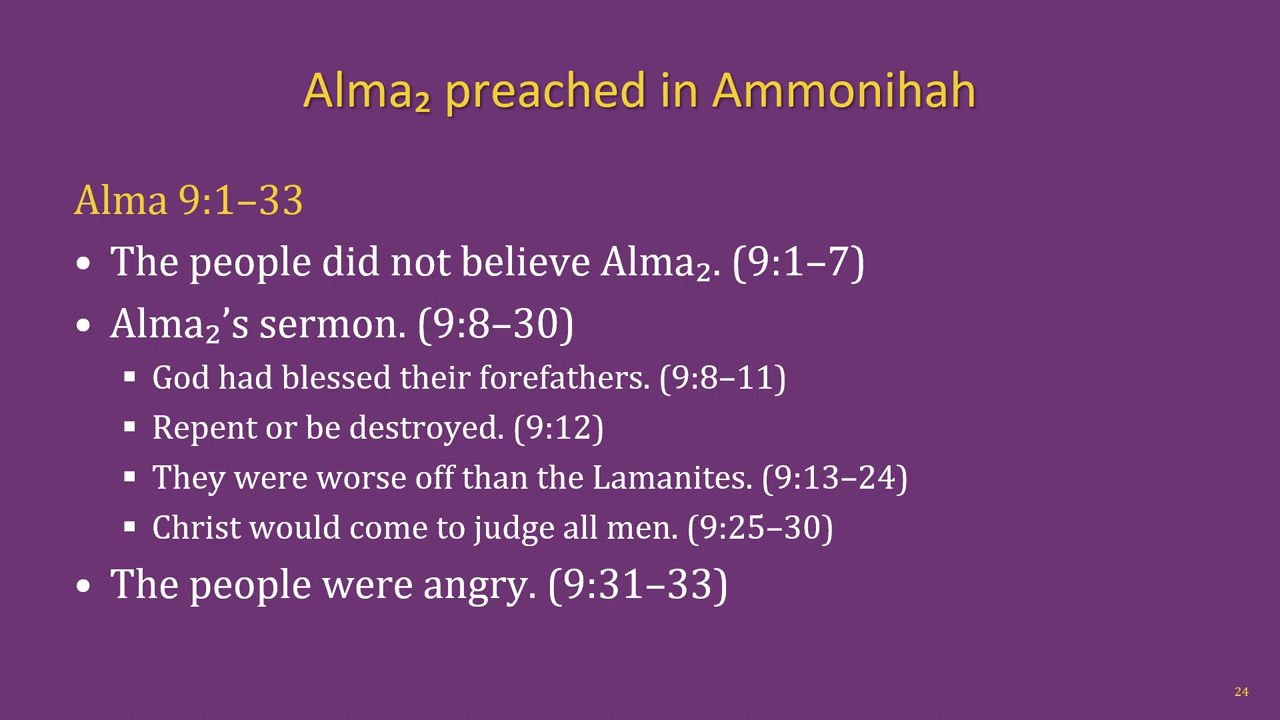 Alma₂ preached in Ammonihah
Alma 9:1–33
• The people did not believe Alma₂. (9:1–7)
• Alma₂’s sermon. (9:8–30)
▪ God had blessed their forefathers. (9:8–11)
▪ Repent or be destroyed. (9:12)
▪ They were worse off than the Lamanites. (9:13–24)
▪ Christ would come to judge all men. (9:25–30)
• The people were angry. (9:31–33)
24